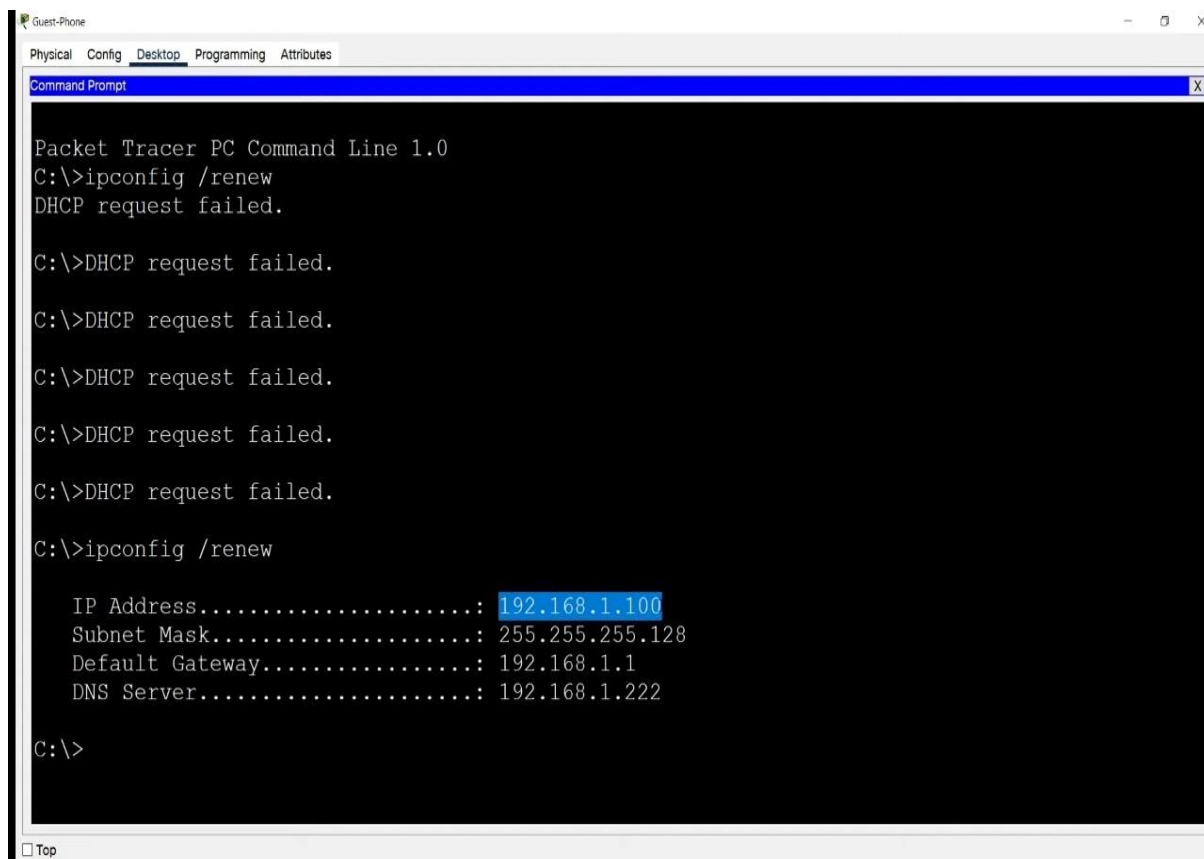 Guest-Phone
Physical Config Desktop Programming Attributes
Command Prompt
X
Packet Tracer PC Command Line 1.0
C:\>ipconfig /renew
DHCP request failed.
C:\>DHCP request failed.
C:\>DHCP request failed.
C:\>DHCP request failed.
C:\>DHCP request failed.
C:\>DHCP request failed.
C:\>ipconfig /renew
IP Address......................: 192.168.1.100
Subnet Mask.....................: 255.255.255.128
Default Gateway.................: 192.168.1.1
DNS Server......................: 192.168.1.222
C:\>
Top